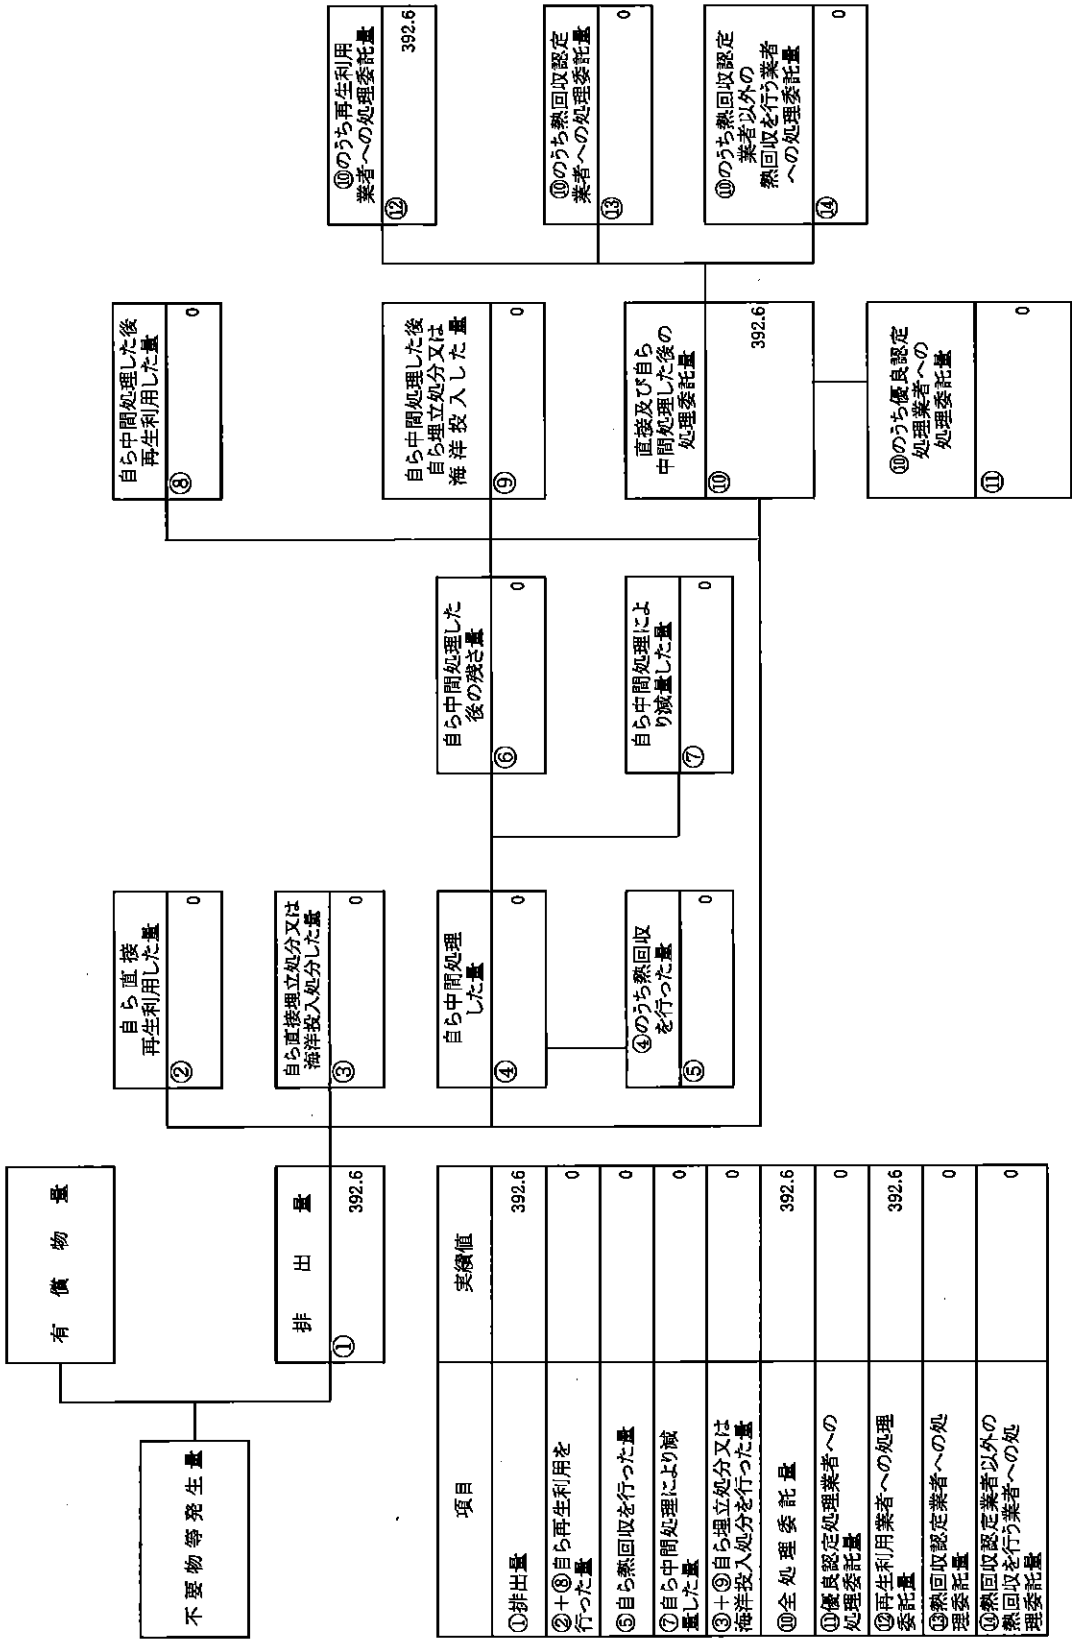 不要物等発生量
有償物量
排出量
①
392.6
自ら直接
再生利用した量
②
0
自ら直接埋立処分又は
海洋投入処分した量
③
0
自ら中間処理
した量
④
0
④のうち熱回収
を行った量
⑤
0
自ら中間処理した
後の残さ量
⑥
0
自ら中間処理によ
り減量した量
⑦
0
自ら中間処理した後
再生利用した量
⑧
0
自ら中間処理した後
自ら埋立処分又は
海洋投入した量
⑨
0
直接及び自ら
中間処理した後の
処理委託量
⑩
392.6
⑩のうち優良認定
処理業者への
処理委託量
⑪
0
⑩のうち再生利用
業者への処理委託量
⑫
392.6
⑩のうち熱回収認定
業者への処理委託量
⑬
0
⑩のうち熱回収認定
業者以外の
熱回収を行う業者
への処理委託量
⑭
0
項目 実績値
①排出量 392.6
②+⑧自ら再生利用を
行った量 0
⑤自ら熱回収を行った量 0
⑦自ら中間処理により減
量した量 0
③+⑨自ら埋立処分又は
海洋投入処分を行った量 0
⑩全処理委託量 392.6
⑪優良認定処理業者への
処理委託量 0
⑫再生利用業者への処理
委託量 392.6
⑬熱回収認定業者への処
理委託量 0
⑭熱回収認定業者以外の
熱回収を行う業者への処
理委託量 0